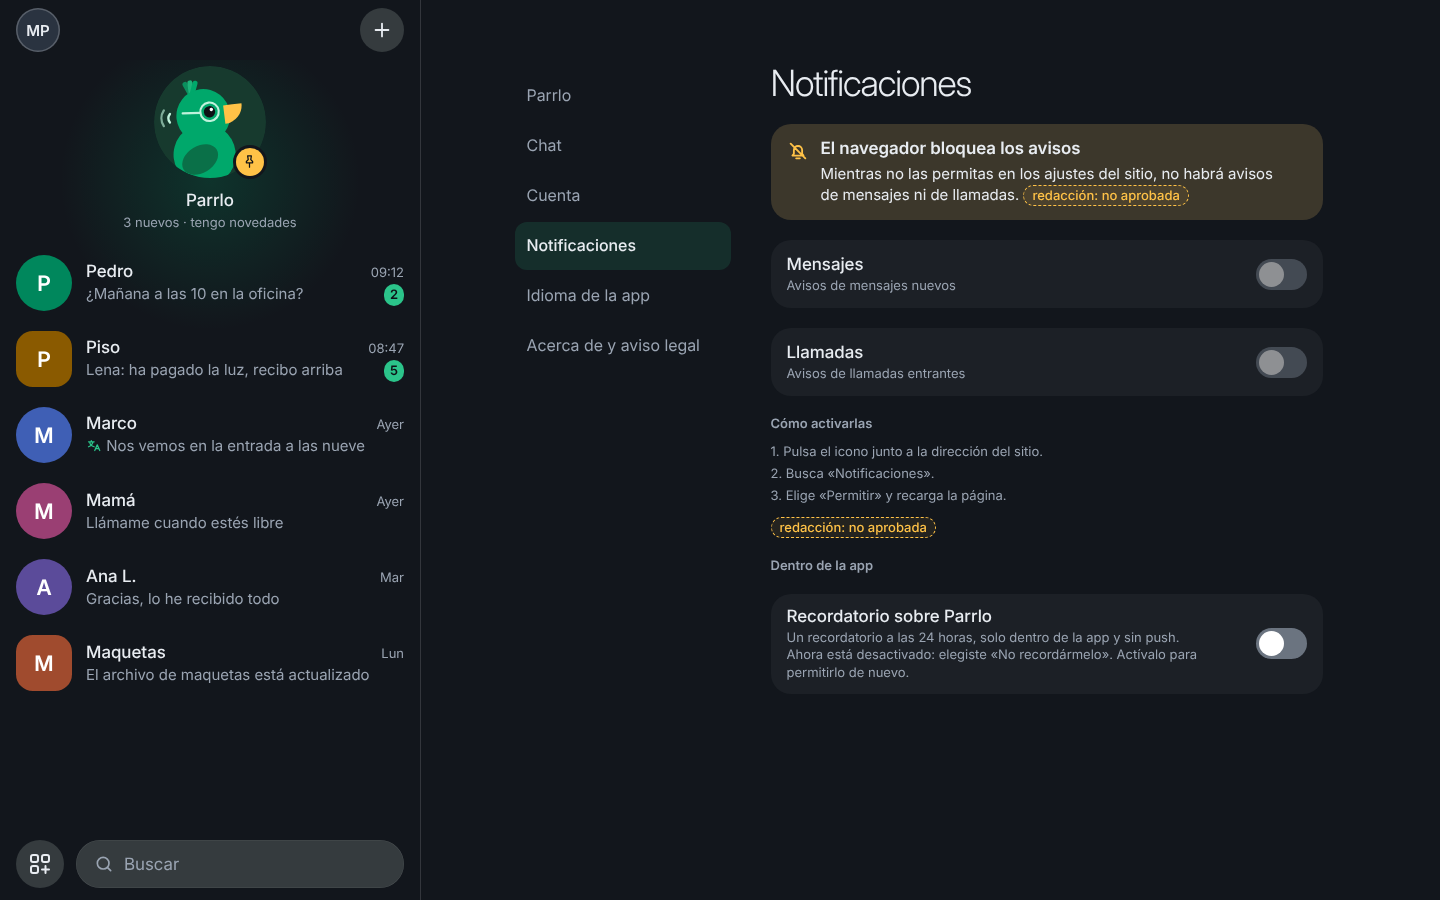 MP
Parrlo
3 nuevos · tengo novedades
Pedro
09:12
¿Mañana a las 10 en la oficina?
2
P
Piso
08:47
Lena: ha pagado la luz, recibo arriba
5
P
Marco
Ayer
Nos vemos en la entrada a las nueve
M
Mamá
Ayer
Llámame cuando estés libre
M
Ana L.
Mar
Gracias, lo he recibido todo
A
Maquetas
Lun
El archivo de maquetas está actualizado
M
Buscar
Parrlo
Chat
Cuenta
Notificaciones
Idioma de la app
Acerca de y aviso legal
Notificaciones
El navegador bloquea los avisos
Mientras no las permitas en los ajustes del sitio, no habrá avisos
de mensajes ni de llamadas. redacción: no aprobada
Mensajes
Avisos de mensajes nuevos
Llamadas
Avisos de llamadas entrantes
Cómo activarlas
1. Pulsa el icono junto a la dirección del sitio.
2. Busca «Notificaciones».
3. Elige «Permitir» y recarga la página.
redacción: no aprobada
Dentro de la app
Recordatorio sobre Parrlo
Un recordatorio a las 24 horas, solo dentro de la app y sin push.
Ahora está desactivado: elegiste «No recordármelo». Actívalo para
permitirlo de nuevo.